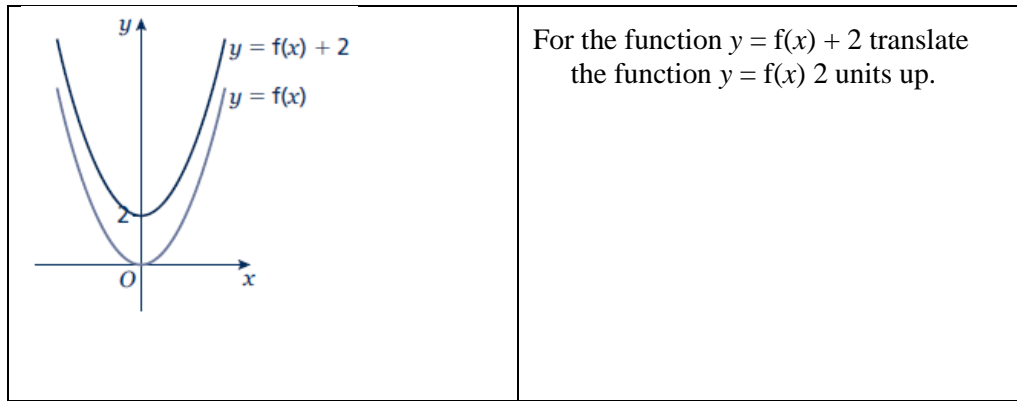 y
y = f(x) + 2
y = f(x)
2
O
x
For the function y = f(x) + 2 translate
the function y = f(x) 2 units up.